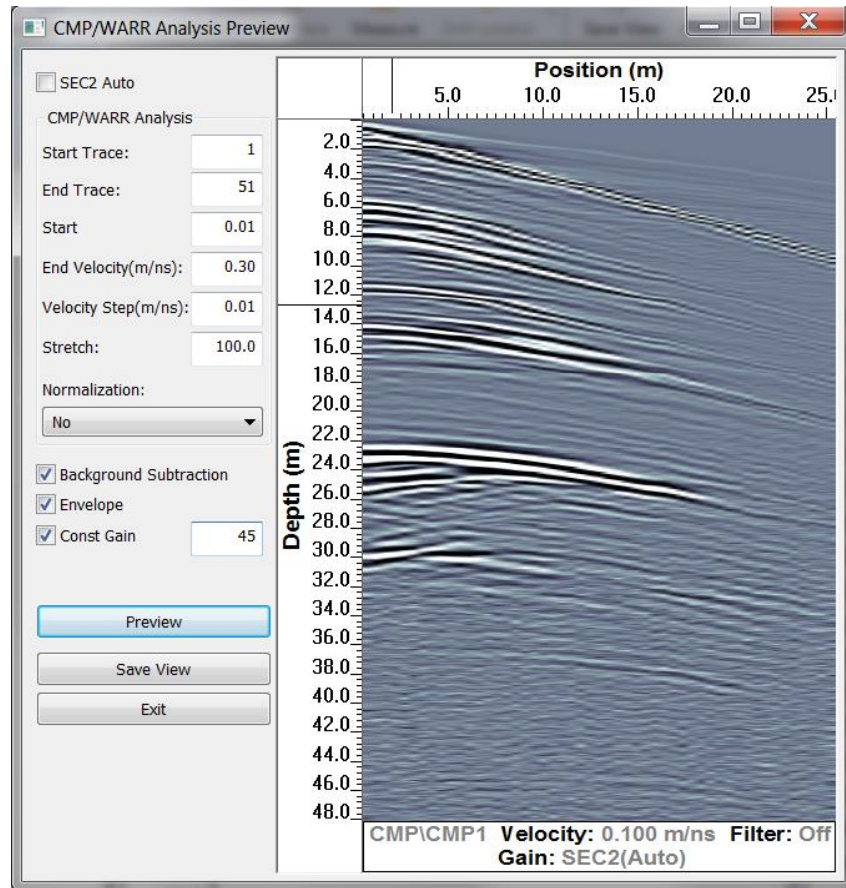 CMP/WARR Analysis Preview
SEC2 Auto
CMP/WARR Analysis
Start Trace: 1
End Trace: 51
Start 0.01
End Velocity(m/ns): 0.30
Velocity Step(m/ns): 0.01
Stretch: 100.0
Normalization:
No
Background Subtraction
Envelope
Const Gain 45
Preview
Save View
Exit
Position (m)
5.0 10.0 15.0 20.0 25.
Depth (m)
2.0
4.0
6.0
8.0
10.0
12.0
14.0
16.0
18.0
20.0
22.0
24.0
26.0
28.0
30.0
32.0
34.0
36.0
38.0
40.0
42.0
44.0
46.0
48.0
CMP\CMP1 Velocity: 0.100 m/ns Filter: Off
Gain: SEC2(Auto)